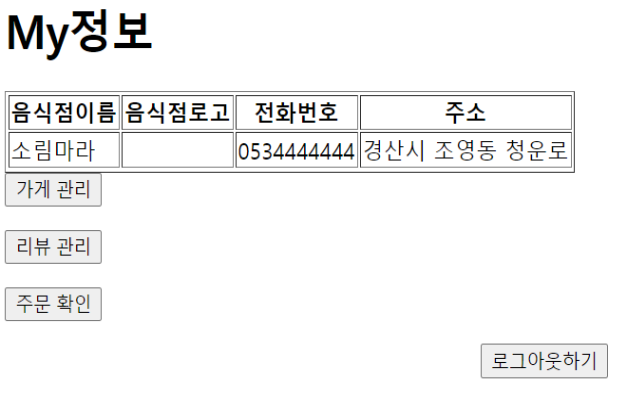 My정보
음식점이름 음식점로고 전화번호 주소
소림마라 0534444444 경산시 조영동 청운로
가게 관리
리뷰 관리
주문 확인
로그아웃하기